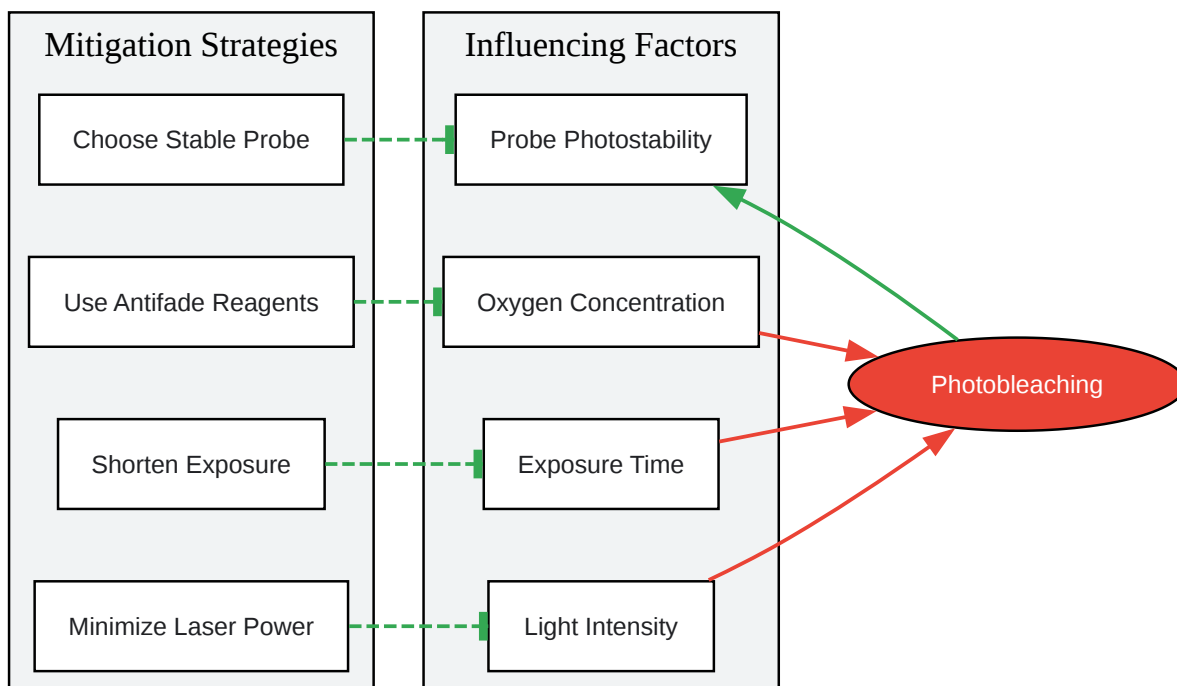 Mitigation Strategies
Influencing Factors
Choose Stable Probe
Probe Photostability
Use Antifade Reagents
Oxygen Concentration
Photobleaching
Shorten Exposure
Exposure Time
Minimize Laser Power
Light Intensity